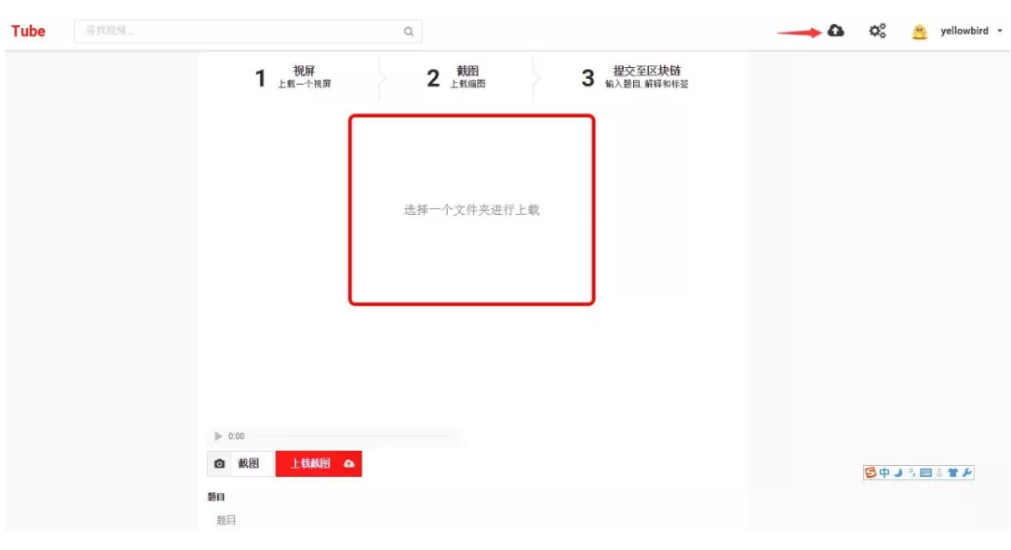 Tube
寻找视频...
yellowbird
1 视屏
上载一个视屏
2 截图
上载缩图
3 提交至区块链
输入题目,解释和标签
选择一个文件夹进行上载
0:00
截图
上载截图
中
题目
题目